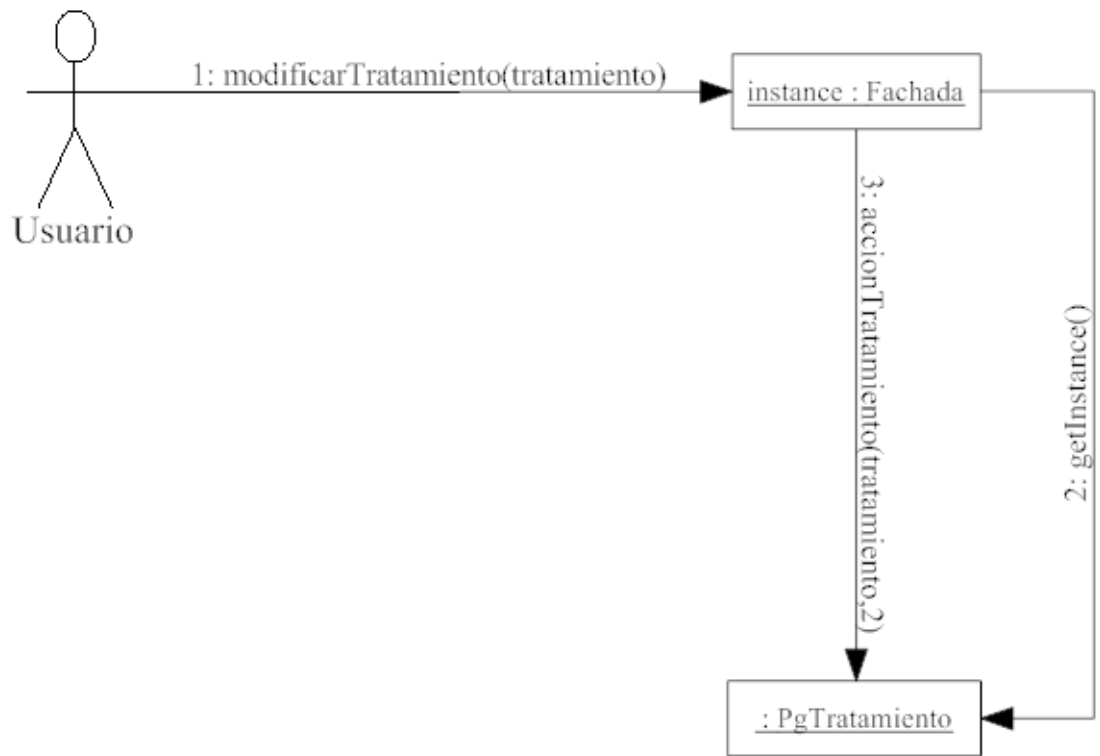 1: modificarTratamiento(tratamiento)
instance : Fachada
Usuario
3: accionTratamiento(tratamiento,2)
2: getInstance()
: PgTratamiento